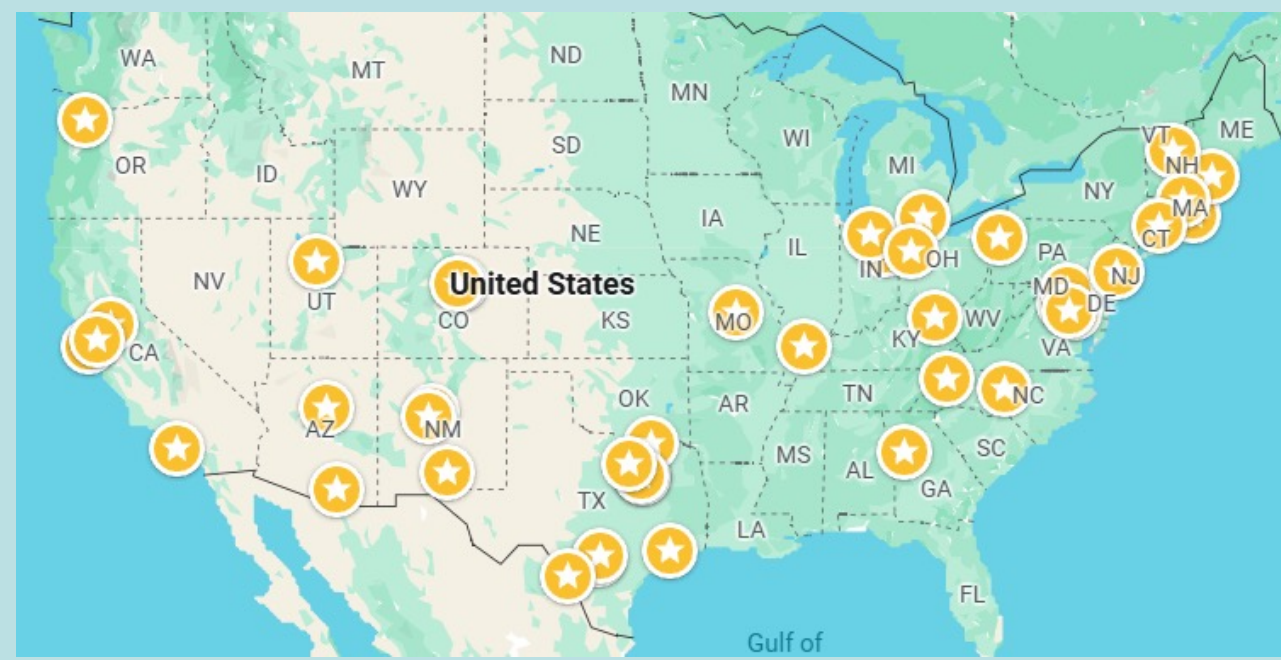 WA
MT
ND
MN
ME
VT
OR
ID
SD
WI
MI
NH
WY
NY
MA
IA
NE
CT
NV
UT
United States
IL
IN
OH
PA
NJ
CO
KS
MO
MD
DE
WV
CA
KY
VA
AZ
NM
OK
AR
TN
NC
TX
MS
AL
SC
GA
LA
FL
Gulf of